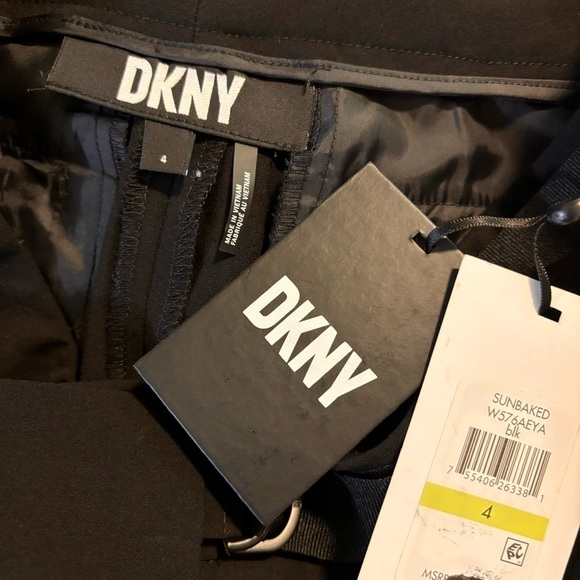 DKNY
4
MADE IN VIETNAM
FABRIQUÉ AU VIETNAM
DKNY
SUNBAKED
W576AEYA
blk
7 55406 26338 1
4
MSRP